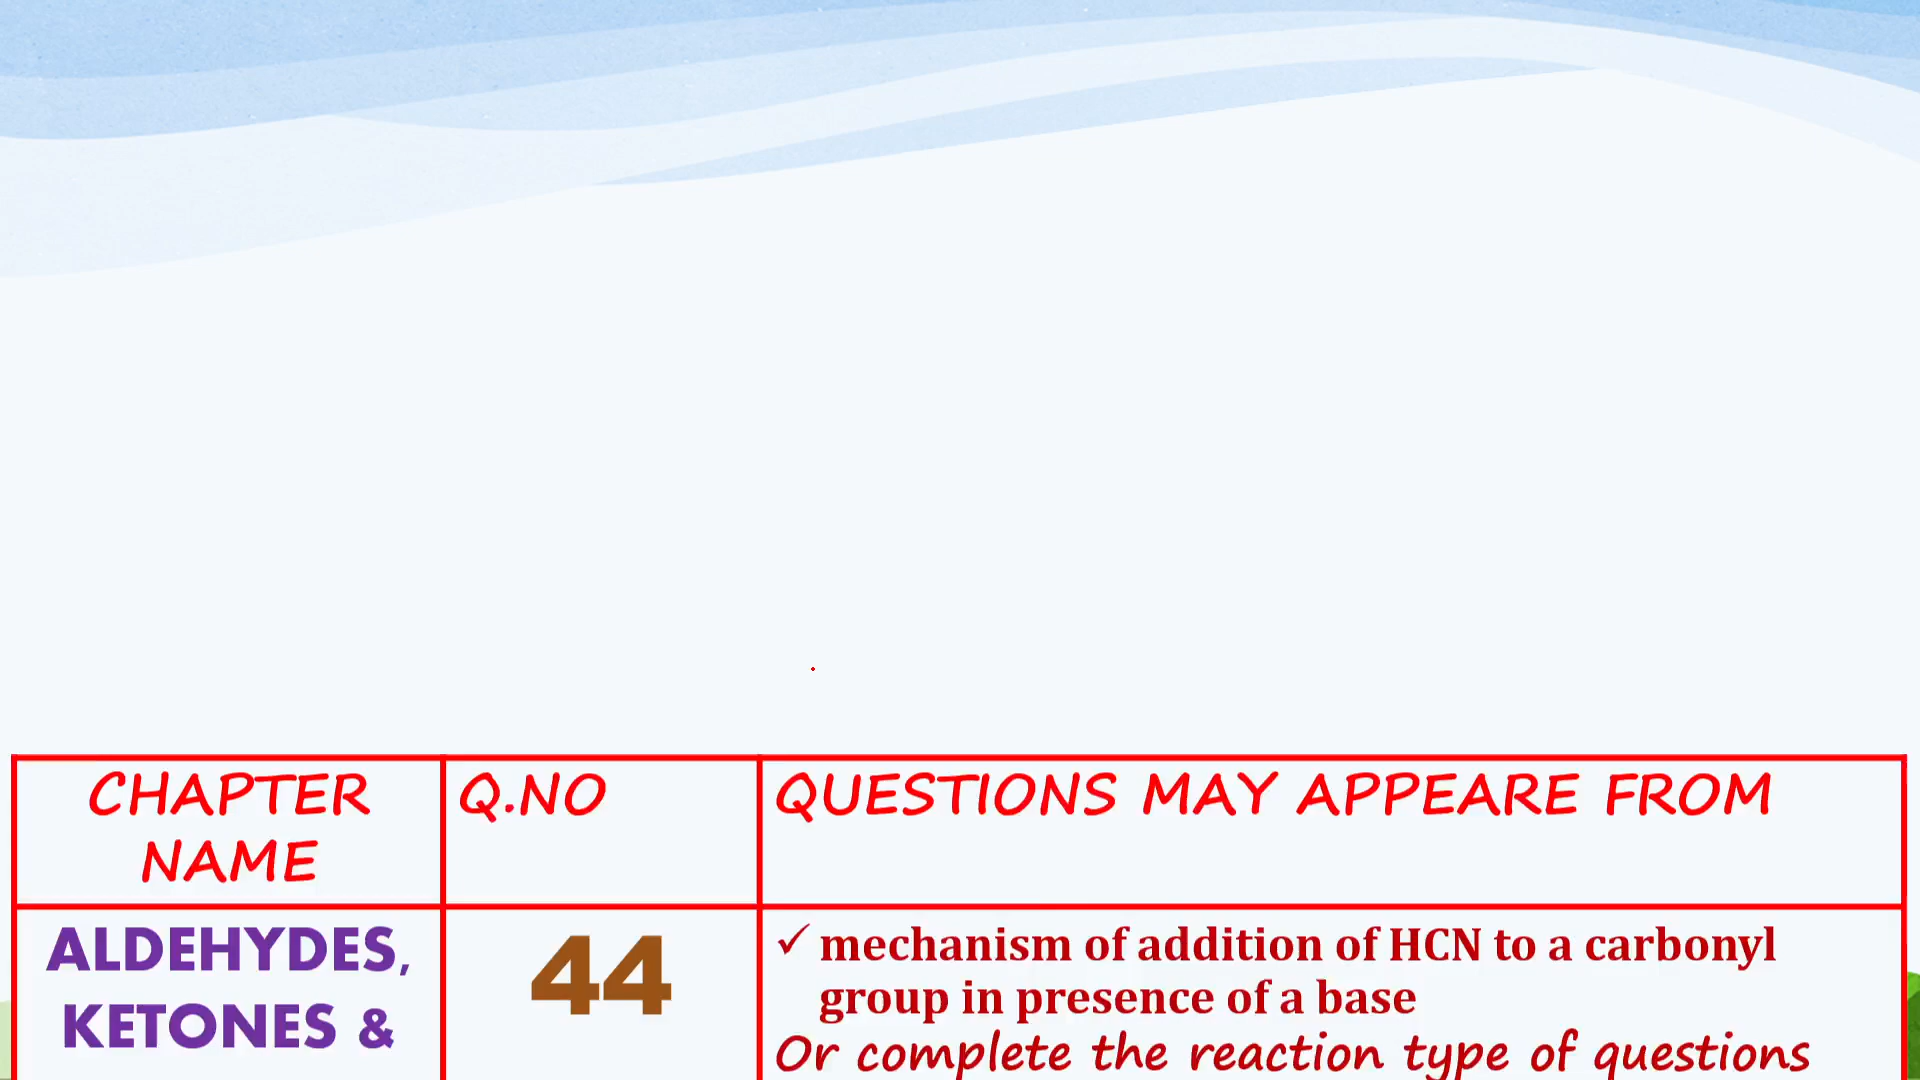 CHAPTER
NAME
Q.NO
QUESTIONS MAY APPEARE FROM
ALDEHYDES,
KETONES &
44
✓ mechanism of addition of HCN to a carbonyl
group in presence of a base
Or complete the reaction type of questions